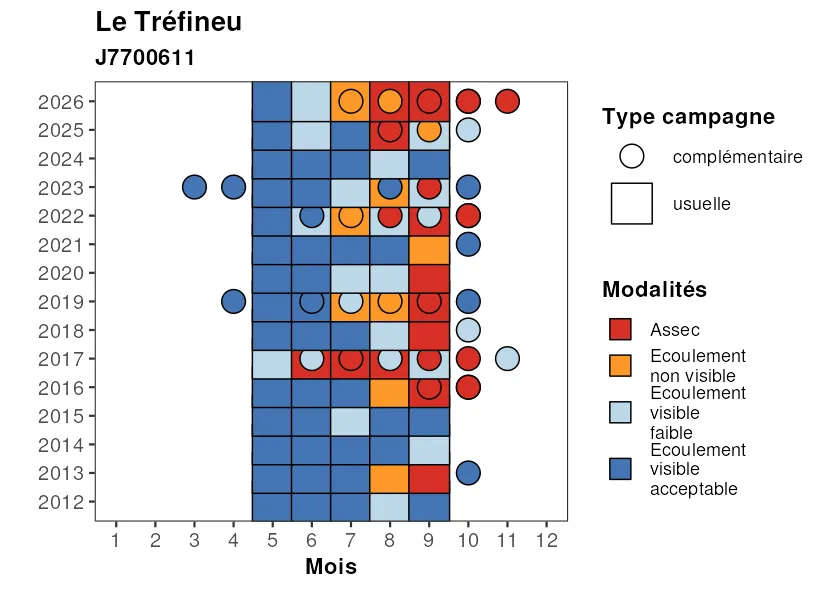 Le Tréfineu
J7700611
2026
2025
2024
2023
2022
2021
2020
2019
2018
2017
2016
2015
2014
2013
2012
1 2 3 4 5 6 7 8 9 10 11 12
Mois
Type campagne
complémentaire
usuelle
Modalités
Assec
Ecoulement
non visible
Ecoulement
visible
faible
Ecoulement
visible
acceptable